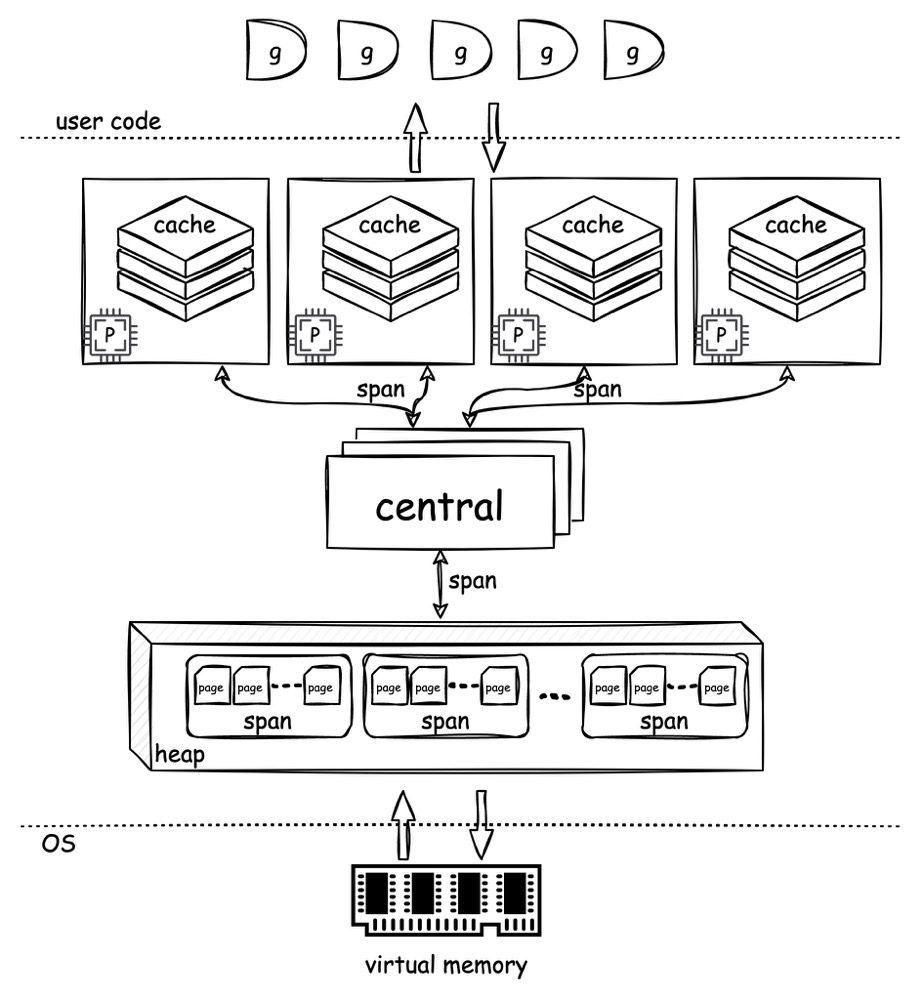 g g g g g
user code
cache cache cache cache
P P P P
span span
central
span
page page page page page page page page page
span span span
heap
OS
virtual memory